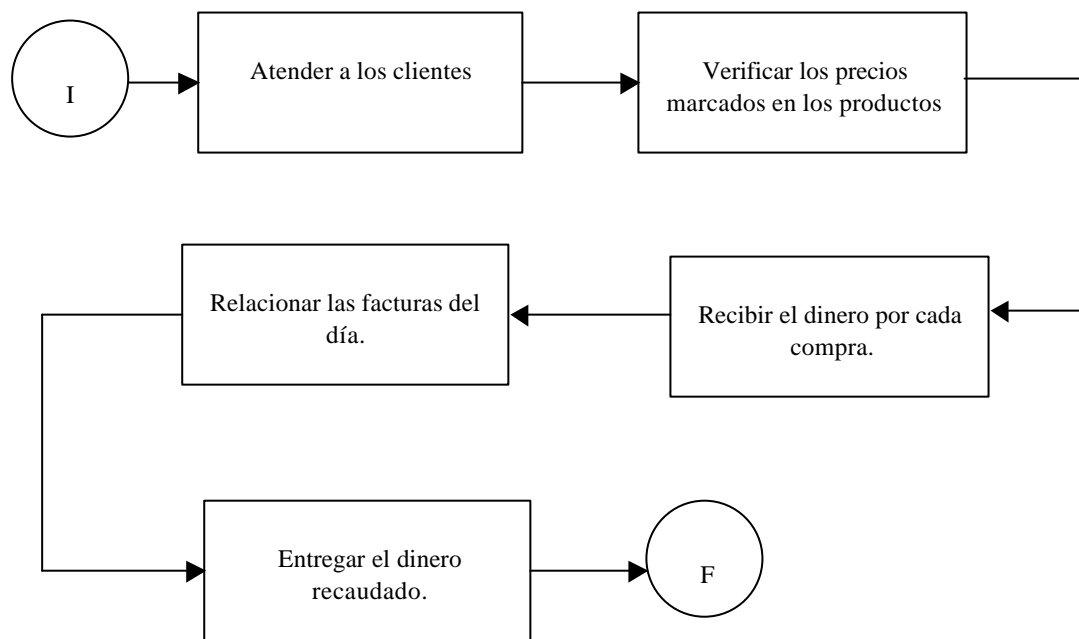 I
Atender a los clientes
Verificar los precios
marcados en los productos
Recibir el dinero por cada
compra.
Relacionar las facturas del
día.
Entregar el dinero
recaudado.
F